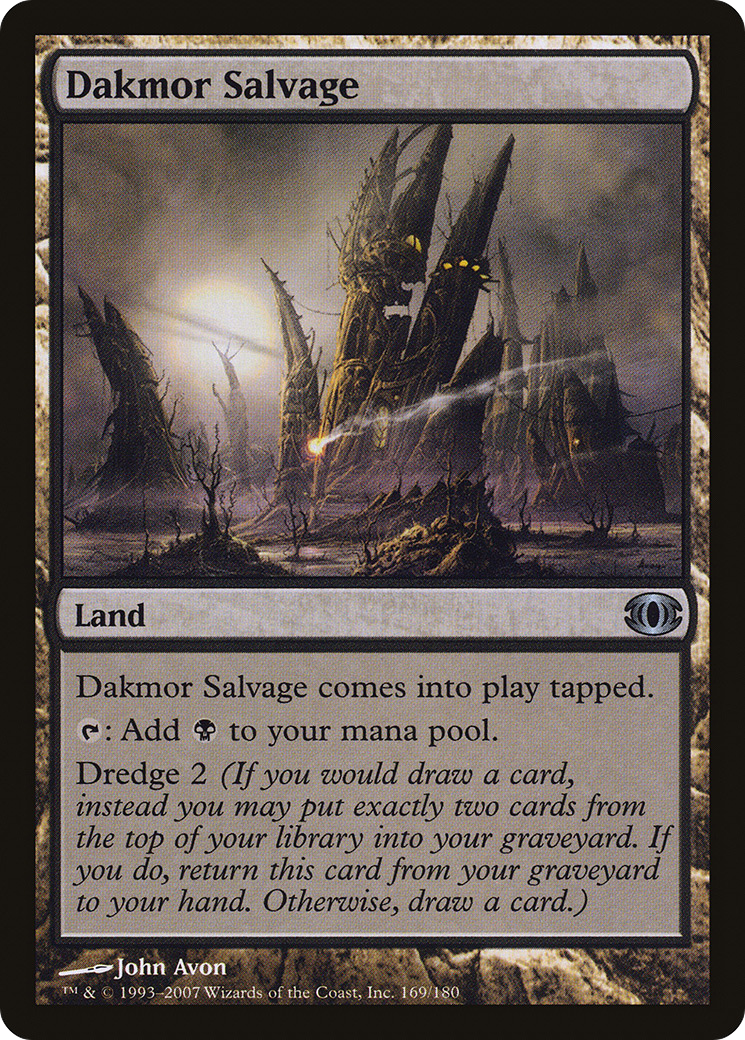 Dakmor Salvage
Land
Dakmor Salvage comes into play tapped.
: Add to your mana pool.
Dredge 2 (If you would draw a card,
instead you may put exactly two cards from
the top of your library into your graveyard. If
you do, return this card from your graveyard
to your hand. Otherwise, draw a card.)
John Avon
™ & © 1993–2007 Wizards of the Coast, Inc. 169/180